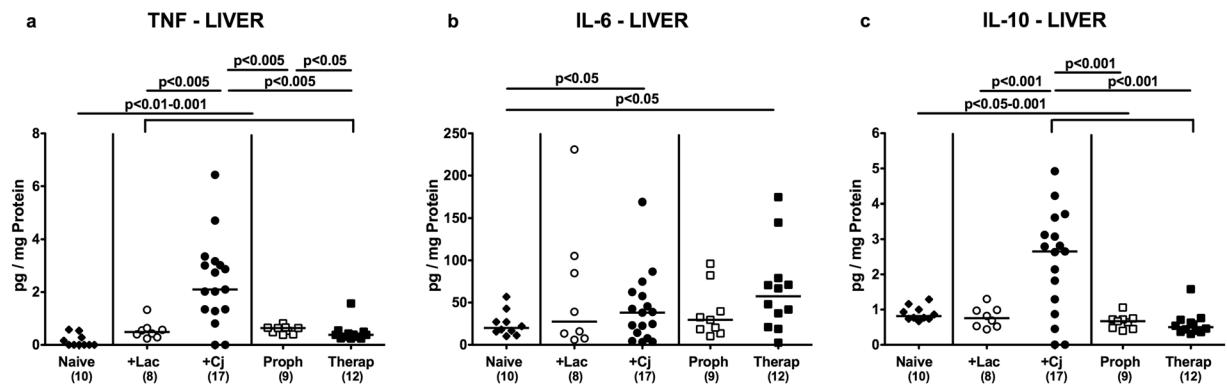 a TNF - LIVER
p<0.005 p<0.05
p<0.005 p<0.005
p<0.01-0.001
pg / mg Protein
8
6
4
2
0
Naive +Lac +Cj Proph Therap
(10) (8) (17) (9) (12)
b IL-6 - LIVER
p<0.05
p<0.05
pg / mg Protein
250
200
150
100
50
0
Naive +Lac +Cj Proph Therap
(10) (8) (17) (9) (12)
c IL-10 - LIVER
p<0.001
p<0.001 p<0.001
p<0.05-0.001
pg / mg Protein
6
5
4
3
2
1
0
Naive +Lac +Cj Proph Therap
(10) (8) (17) (9) (12)